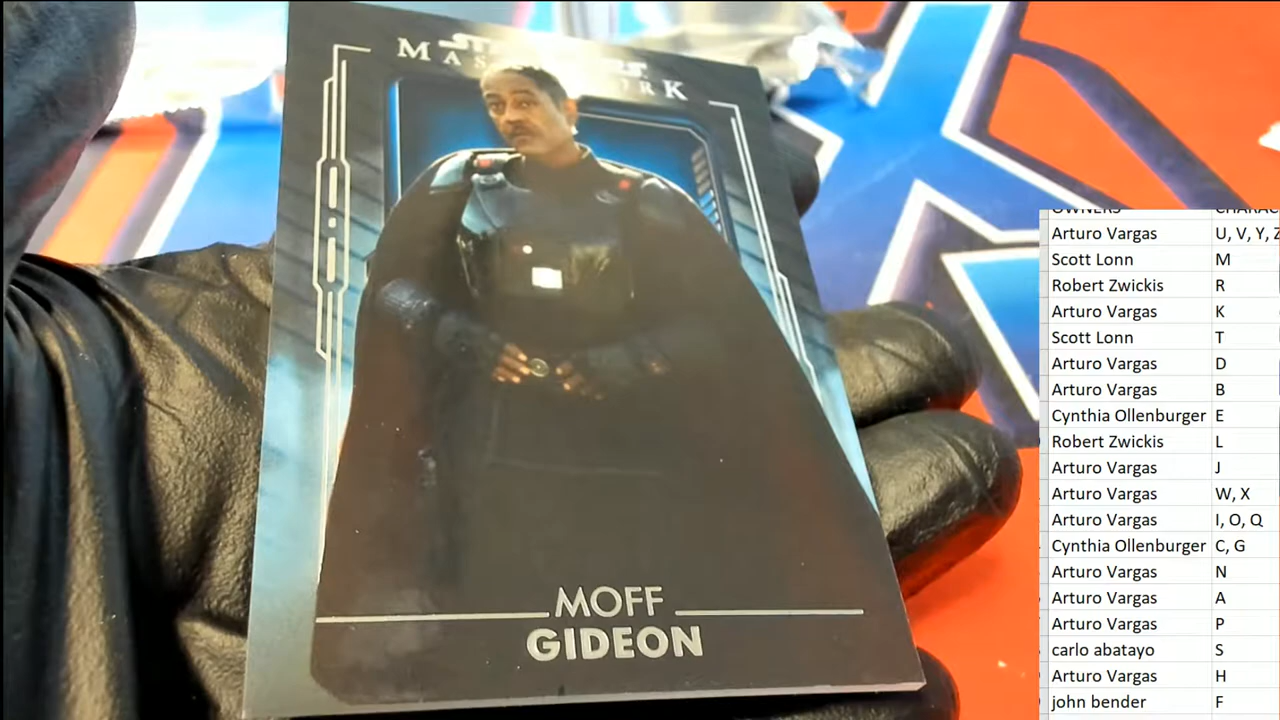 STAR WARS
MASTERWORK
MOFF
GIDEON
OWNERS CHARAC
Arturo Vargas U, V, Y, Z
Scott Lonn M
Robert Zwickis R
Arturo Vargas K
Scott Lonn T
Arturo Vargas D
Arturo Vargas B
Cynthia Ollenburger E
Robert Zwickis L
Arturo Vargas J
Arturo Vargas W, X
Arturo Vargas I, O, Q
Cynthia Ollenburger C, G
Arturo Vargas N
Arturo Vargas A
Arturo Vargas P
carlo abatayo S
Arturo Vargas H
john bender F